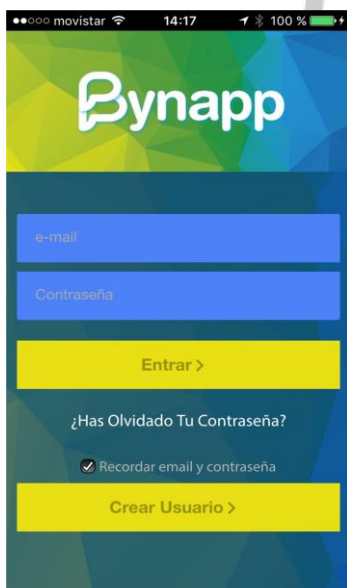 movistar 14:17 100 %
Bynapp
e-mail
Contraseña
Entrar >
¿Has Olvidado Tu Contraseña?
Recordar email y contraseña
Crear Usuario >